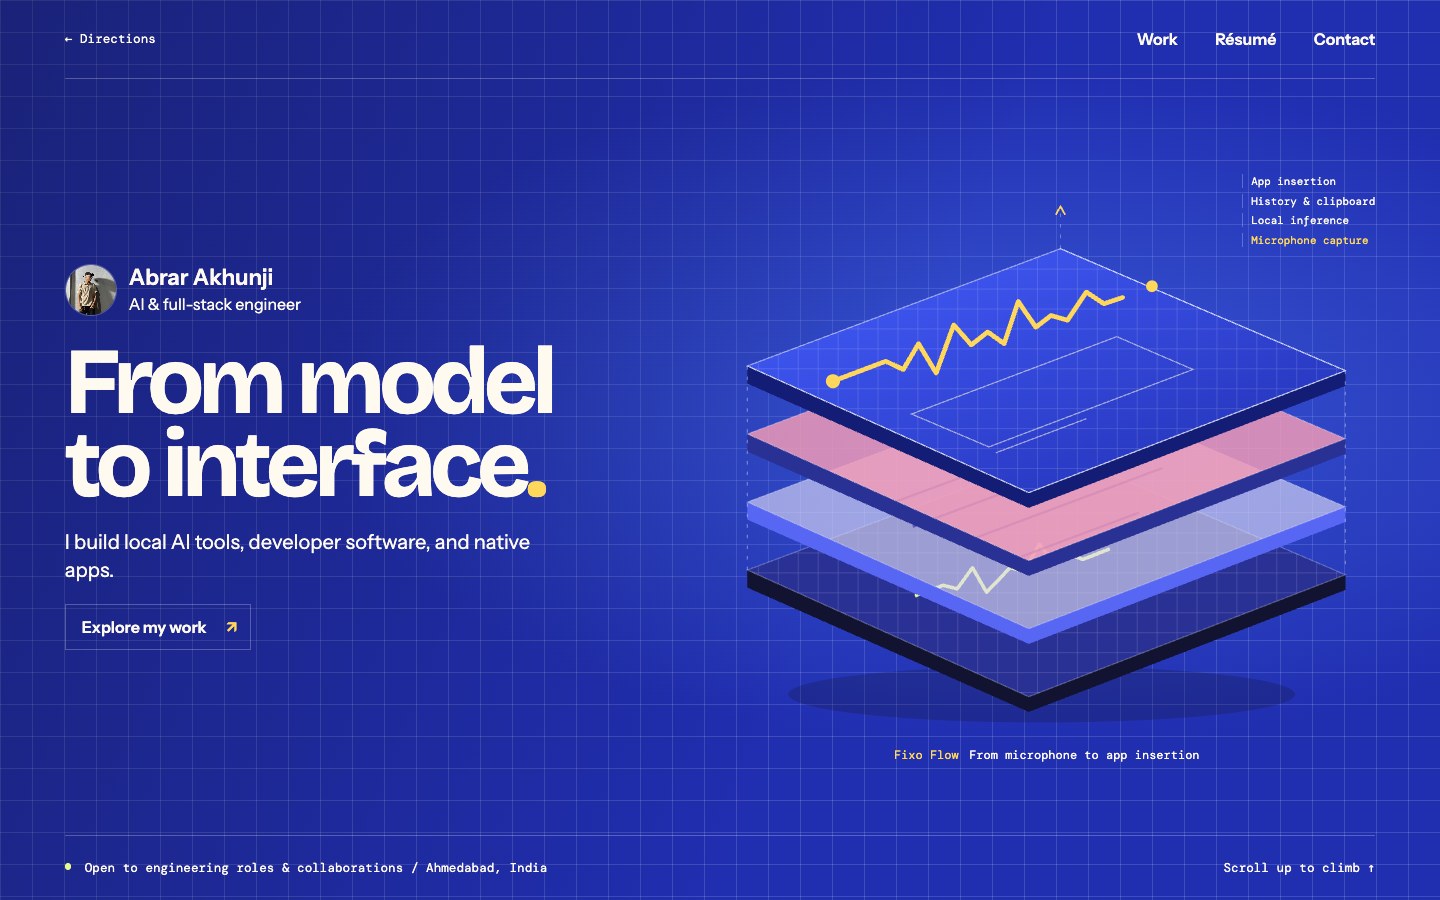 ← Directions
Work
Résumé
Contact
App insertion
History & clipboard
Local inference
Microphone capture
Abrar Akhunji
AI & full-stack engineer
From model
to interface.
I build local AI tools, developer software, and native
apps.
Explore my work ↗
Fixo Flow From microphone to app insertion
Open to engineering roles & collaborations / Ahmedabad, India
Scroll up to climb ↑